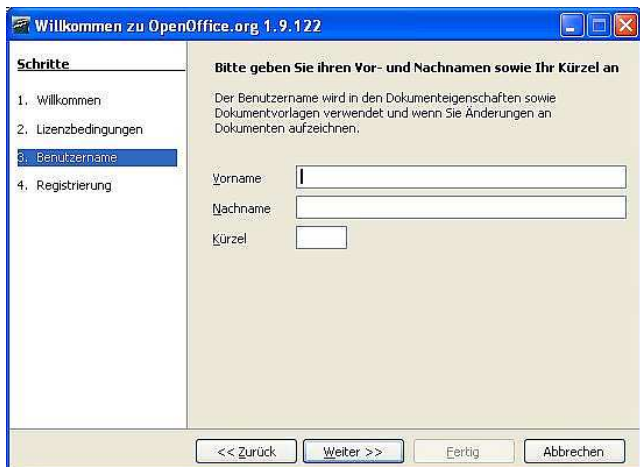 Willkommen zu OpenOffice.org 1.9.122
Schritte
1. Willkommen
2. Lizenzbedingungen
3. Benutzername
4. Registrierung
Bitte geben Sie ihren Vor- und Nachnamen sowie Ihr Kürzel an
Der Benutzername wird in den Dokumenteigenschaften sowie
Dokumentvorlagen verwendet und wenn Sie Änderungen an
Dokumenten aufzeichnen.
Vorname
Nachname
Kürzel
<< Zurück
Weiter >>
Fertig
Abbrechen